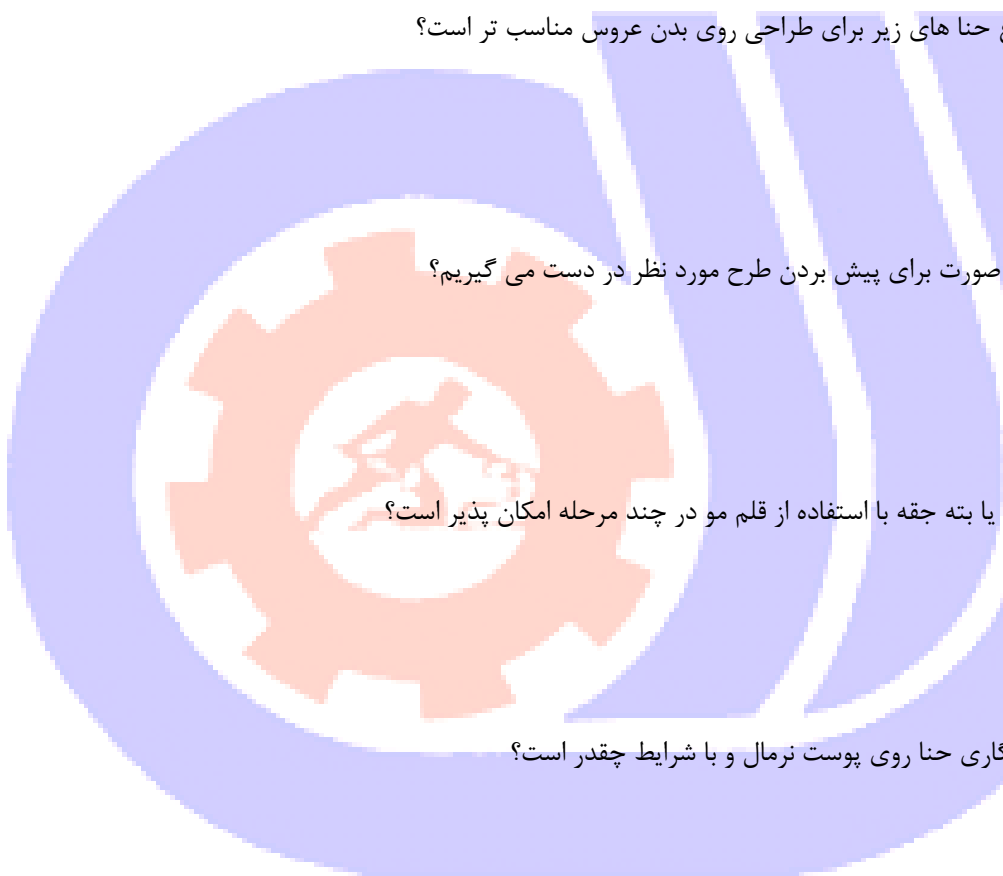 حنا های زیر برای طراحی روی بدن عروس مناسب تر است؟
صورت برای پیش بردن طرح مورد نظر در دست می گیریم؟
یا بته جقه با استفاده از قلم مو در چند مرحله امکان پذیر است؟
گاری حنا روی پوست نرمال و با شرایط چقدر است؟